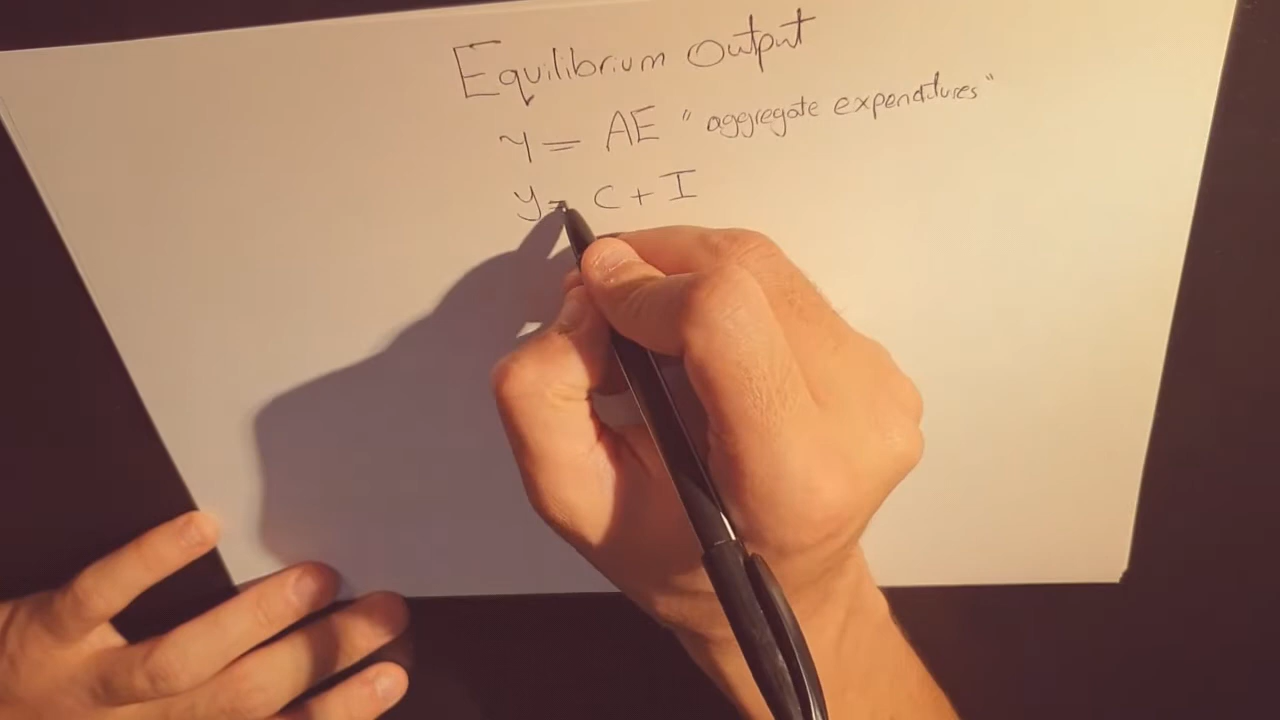 Equilibrium Output
Y = AE "aggregate expenditures"
Y = C + I